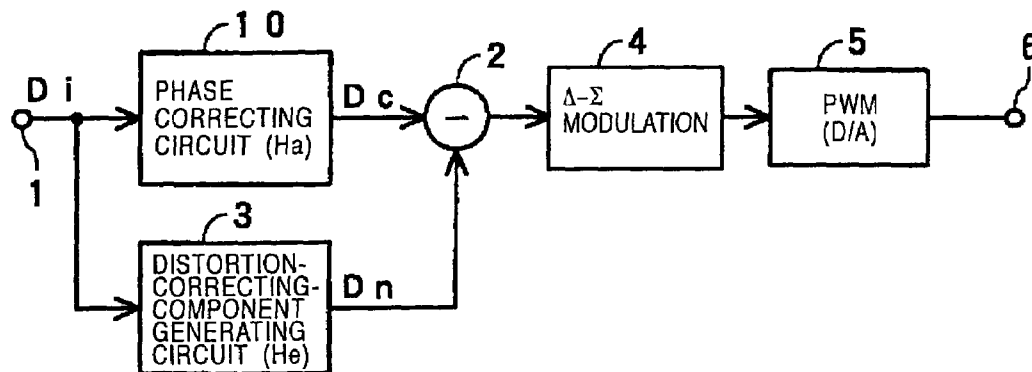 1 0
PHASE
CORRECTING
CIRCUIT (Ha)
D i
1
D c
2
−
4
Δ-Σ
MODULATION
5
PWM
(D/A)
6
3
DISTORTION-
CORRECTING-
COMPONENT
GENERATING
CIRCUIT (He)
D n